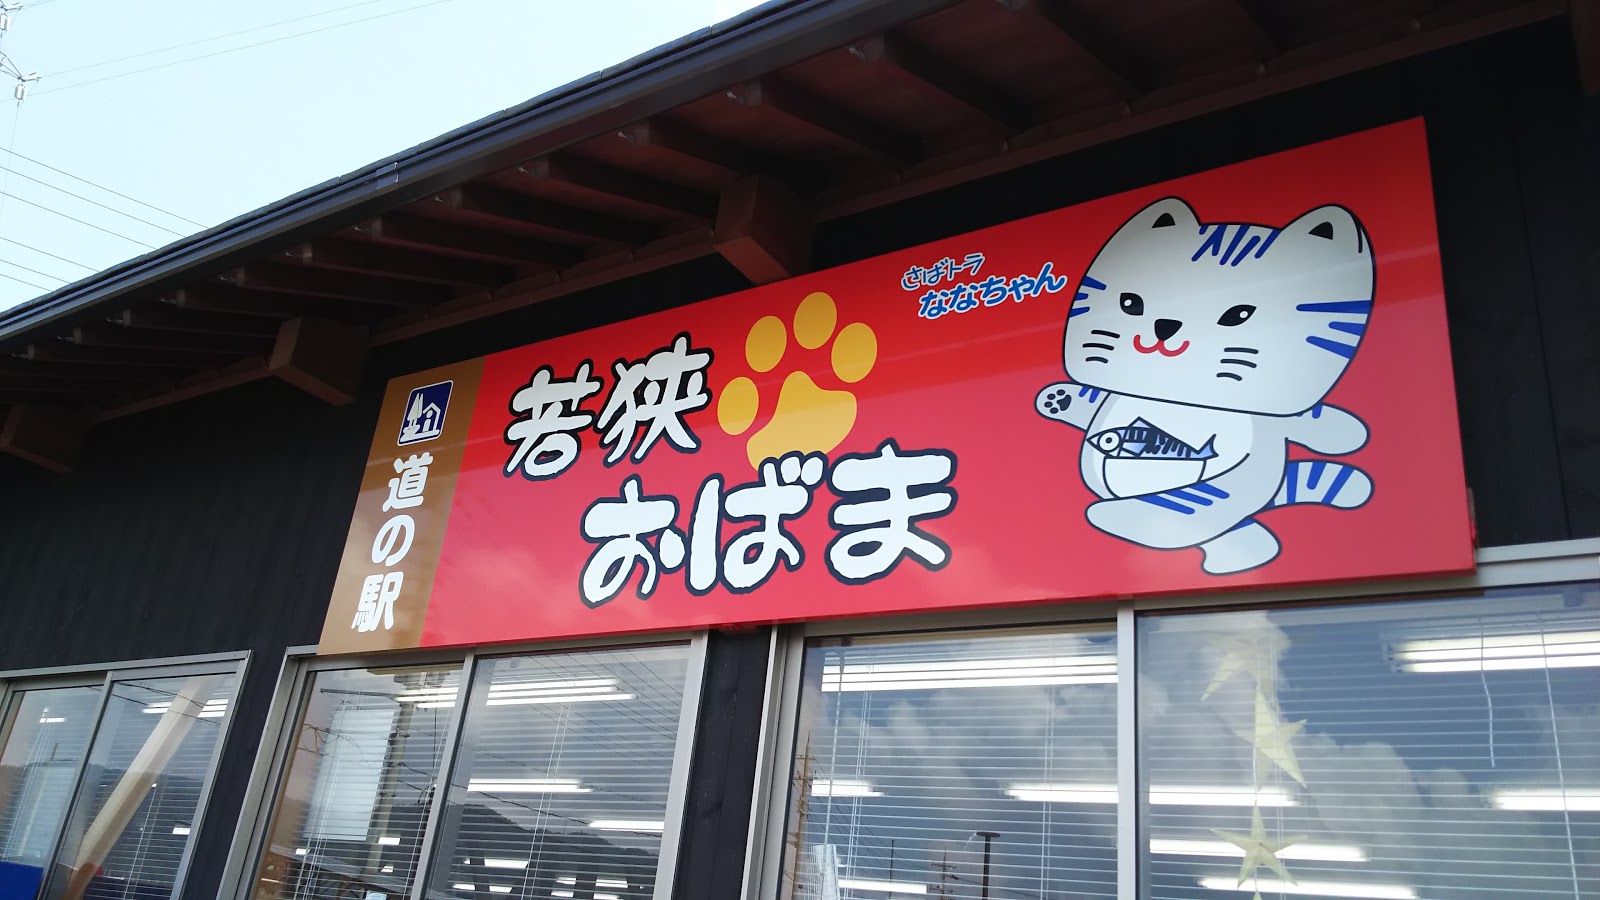 道の駅
若狭
おばま
さばトラ
ななちゃん